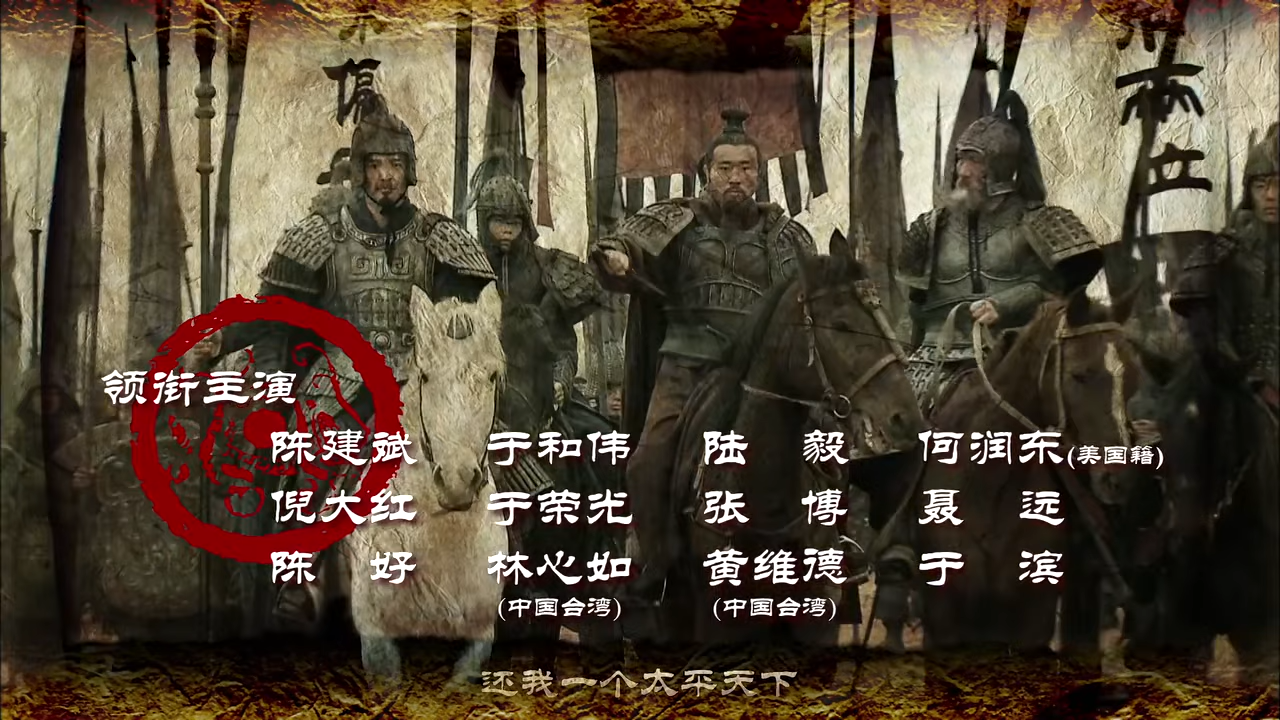 领衔主演
陈建斌 于和伟 陆毅 何润东(美国籍)
倪大红 于荣光 张博 聂远
陈好 林心如 黄维德 于滨
(中国台湾) (中国台湾)
还我一个太平天下